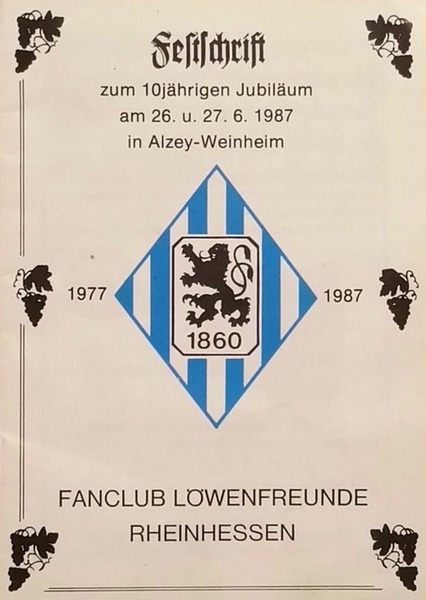 Festschrift
zum 10jährigen Jubiläum
am 26. u. 27. 6. 1987
in Alzey-Weinheim
1977
1987
1860
FANCLUB LÖWENFREUNDE
RHEINHESSEN